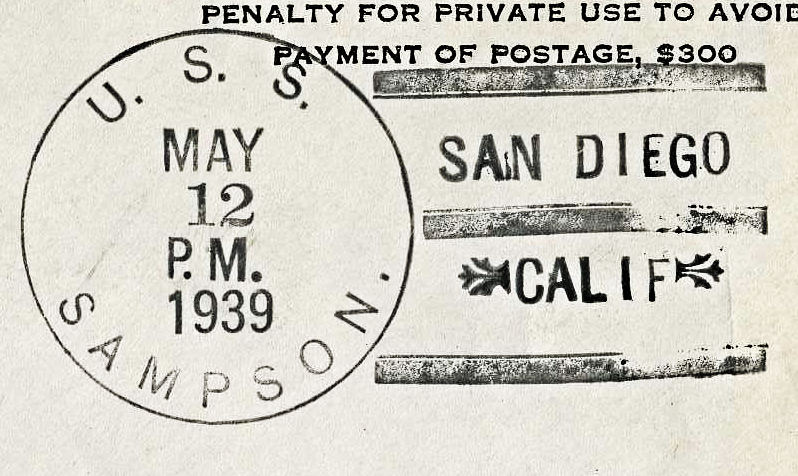 PENALTY FOR PRIVATE USE TO AVOID
PAYMENT OF POSTAGE, $300
U. S. S.
MAY
12
P.M.
1939
SAMPSON.
SAN DIEGO
CALIF